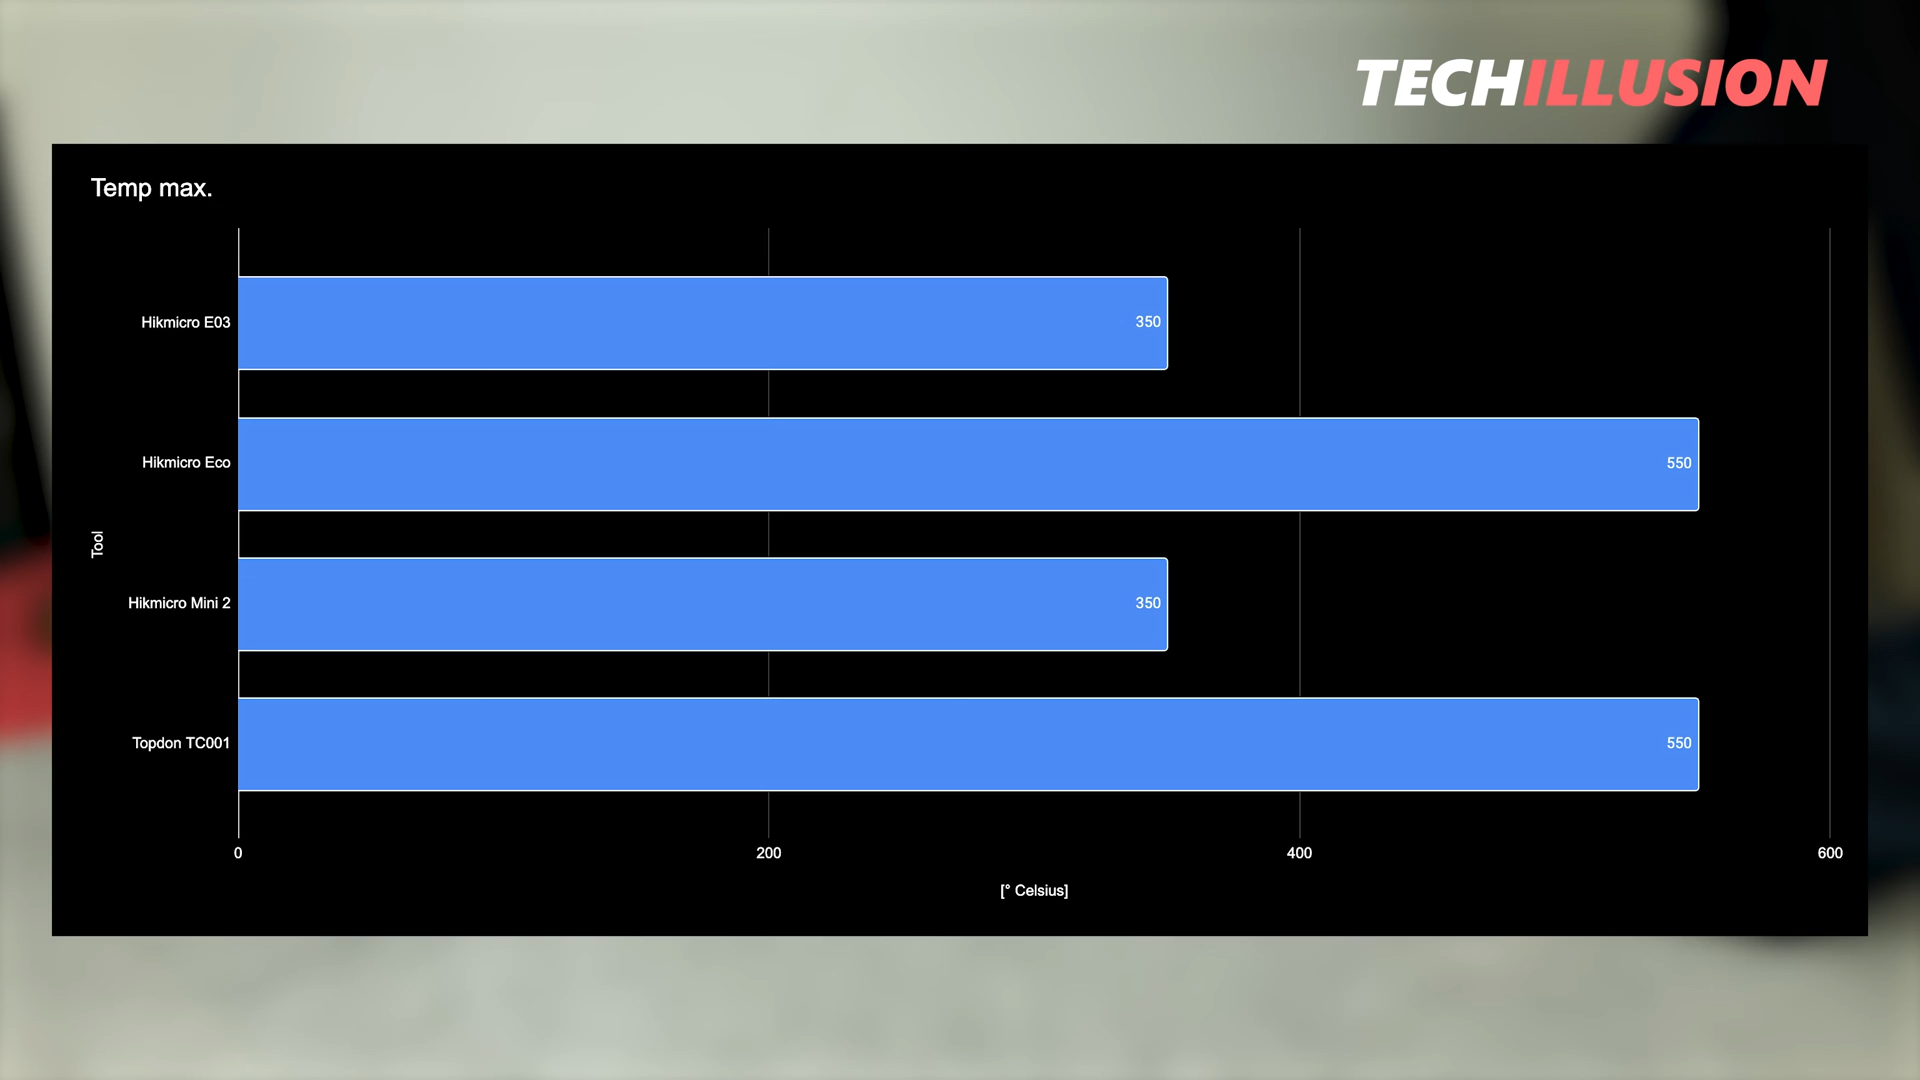 TECHILLUSION
Temp max.
Hikmicro E03
350
Hikmicro Eco
550
Tool
Hikmicro Mini 2
350
Topdon TC001
550
0 200 400 600
[° Celsius]